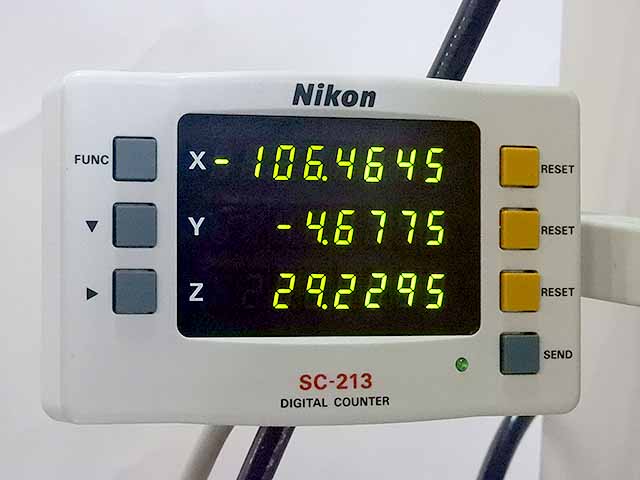 Nikon
FUNC X -106.4645 RESET
▼ Y -4.6775 RESET
▶ Z 29.2295 RESET
SEND
SC-213
DIGITAL COUNTER